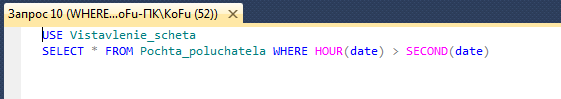 Запрос 10 (WHERE...oFu-ПК\KoFu (52))
USE Vistavlenie_scheta
SELECT * FROM Pochta_poluchatela WHERE HOUR(date) > SECOND(date)